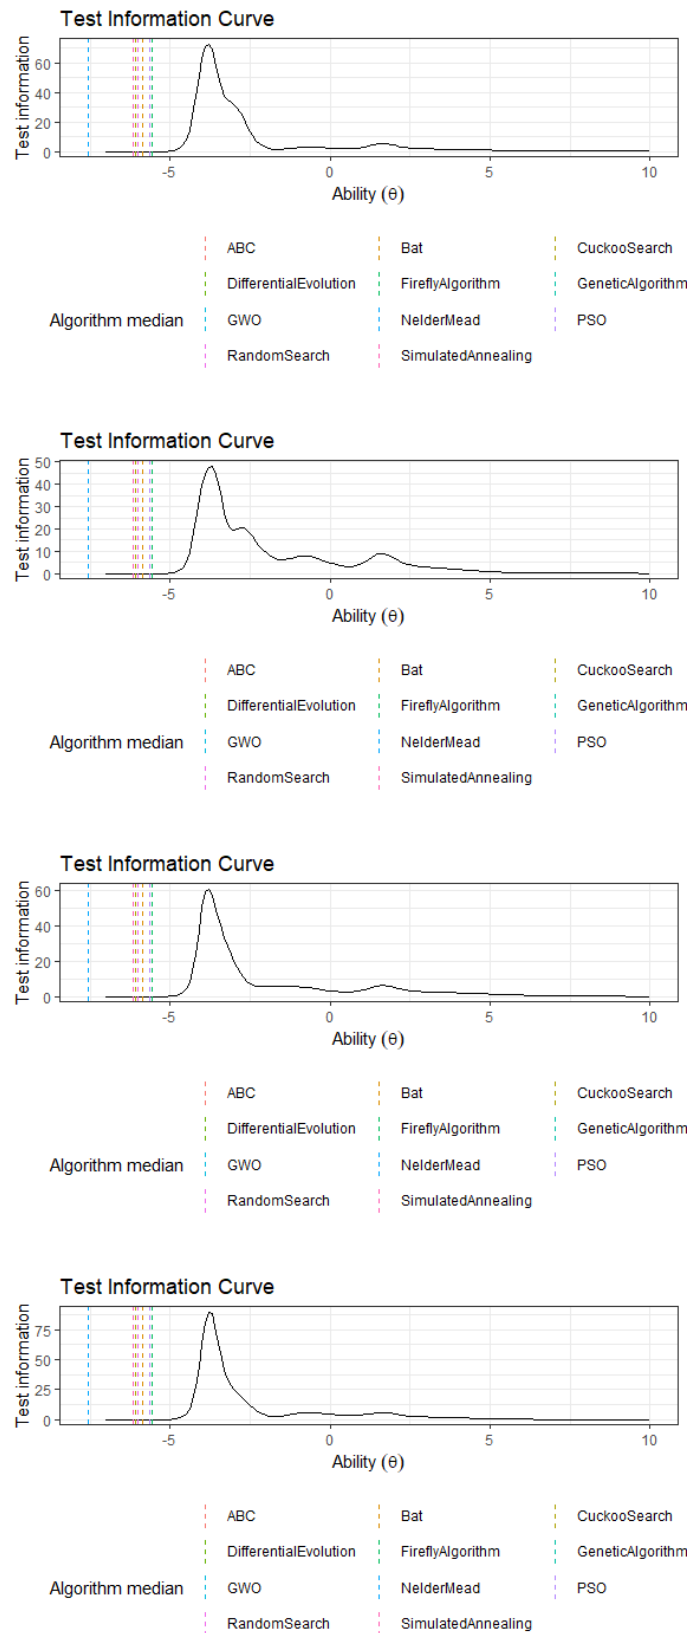 Test Information Curve
Test information
60
40
20
0
-5 0 5 10
Ability (θ)
Algorithm median
ABC Bat CuckooSearch
DifferentialEvolution FireflyAlgorithm GeneticAlgorithm
GWO NelderMead PSO
RandomSearch SimulatedAnnealing
Test Information Curve
Test information
50
40
30
20
10
0
-5 0 5 10
Ability (θ)
Algorithm median
ABC Bat CuckooSearch
DifferentialEvolution FireflyAlgorithm GeneticAlgorithm
GWO NelderMead PSO
RandomSearch SimulatedAnnealing
Test Information Curve
Test information
60
40
20
0
-5 0 5 10
Ability (θ)
Algorithm median
ABC Bat CuckooSearch
DifferentialEvolution FireflyAlgorithm GeneticAlgorithm
GWO NelderMead PSO
RandomSearch SimulatedAnnealing
Test Information Curve
Test information
75
50
25
0
-5 0 5 10
Ability (θ)
Algorithm median
ABC Bat CuckooSearch
DifferentialEvolution FireflyAlgorithm GeneticAlgorithm
GWO NelderMead PSO
RandomSearch SimulatedAnnealing